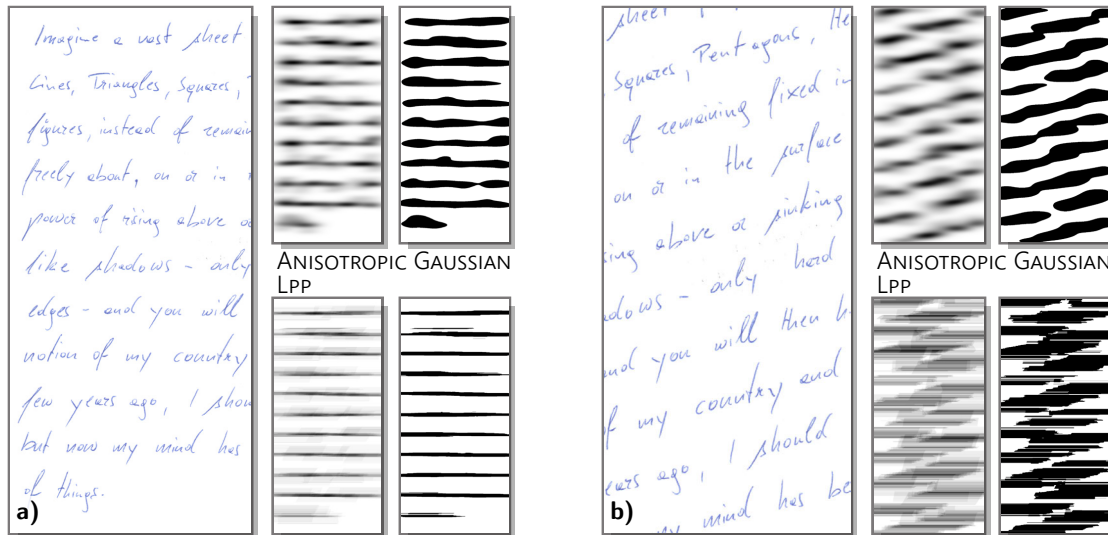 Imagine a vast sheet
Lines, Triangles, Squares,
figures, instead of remain
freely about, on or in
power of rising above or
like shadows - only
edges - and you will
notion of my country
few years ago, I shou
but now my mind has
of things.
a)
ANISOTROPIC GAUSSIAN
LPP
sheet
Squares, Pentagons, He
of remaining fixed in
on or in the surface
sing above or sinking
adows - only hard
and you will then h
of my country and
years ago, I should
my mind has be
b)
ANISOTROPIC GAUSSIAN
LPP